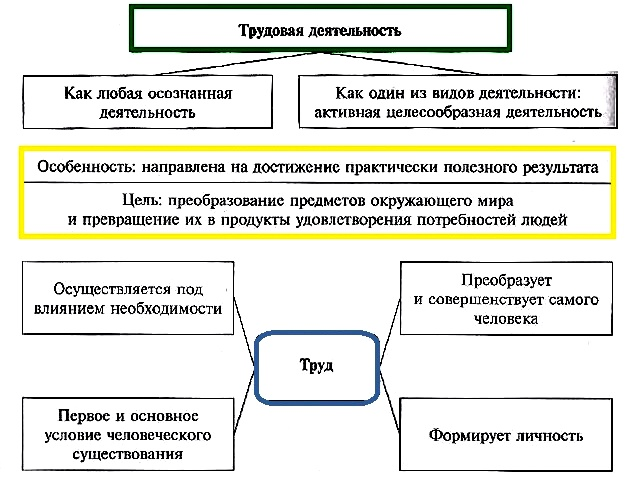 Трудовая деятельность
Как любая осознанная
деятельность
Как один из видов деятельности:
активная целесообразная деятельность
Особенность: направлена на достижение практически полезного результата
Цель: преобразование предметов окружающего мира
и превращение их в продукты удовлетворения потребностей людей
Осуществляется под
влиянием необходимости
Преобразует
и совершенствует самого
человека
Труд
Первое и основное
условие человеческого
существования
Формирует личность